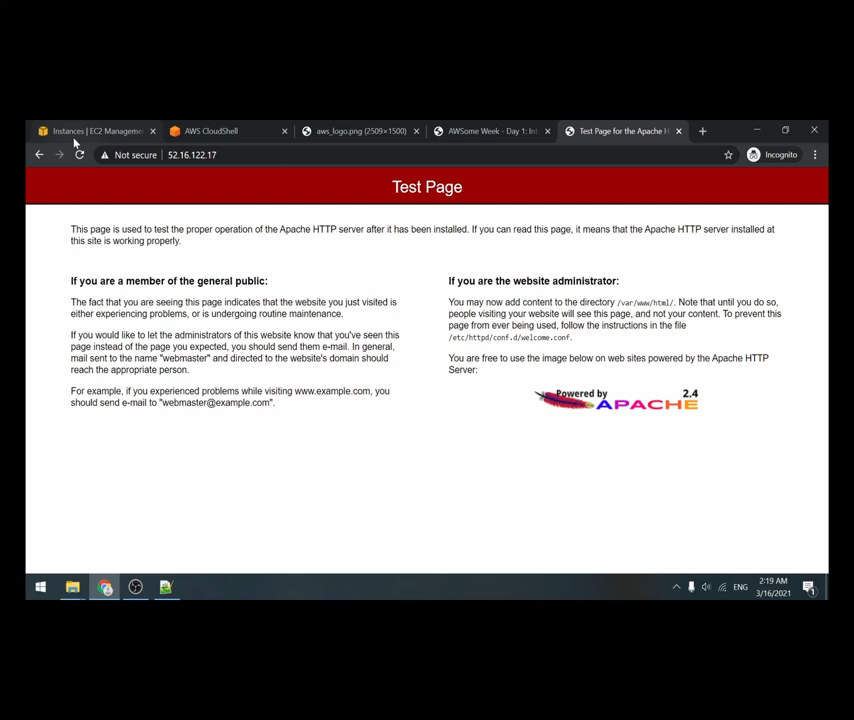 Instances | EC2 Manageme
AWS CloudShell
aws_logo.png (2509×1500)
AWSome Week - Day 1: Int
Test Page for the Apache H
Not secure | 52.16.122.17
Incognito
Test Page
This page is used to test the proper operation of the Apache HTTP server after it has been installed. If you can read this page, it means that the Apache HTTP server installed at
this site is working properly.
If you are a member of the general public:
The fact that you are seeing this page indicates that the website you just visited is
either experiencing problems, or is undergoing routine maintenance.
If you would like to let the administrators of this website know that you've seen this
page instead of the page you expected, you should send them e-mail. In general,
mail sent to the name "webmaster" and directed to the website's domain should
reach the appropriate person.
For example, if you experienced problems while visiting www.example.com, you
should send e-mail to "webmaster@example.com".
If you are the website administrator:
You may now add content to the directory /var/www/html/. Note that until you do so,
people visiting your website will see this page, and not your content. To prevent this
page from ever being used, follow the instructions in the file
/etc/httpd/conf.d/welcome.conf.
You are free to use the image below on web sites powered by the Apache HTTP
Server:
Powered by 2.4
APACHE
ENG
2:19 AM
3/16/2021
1